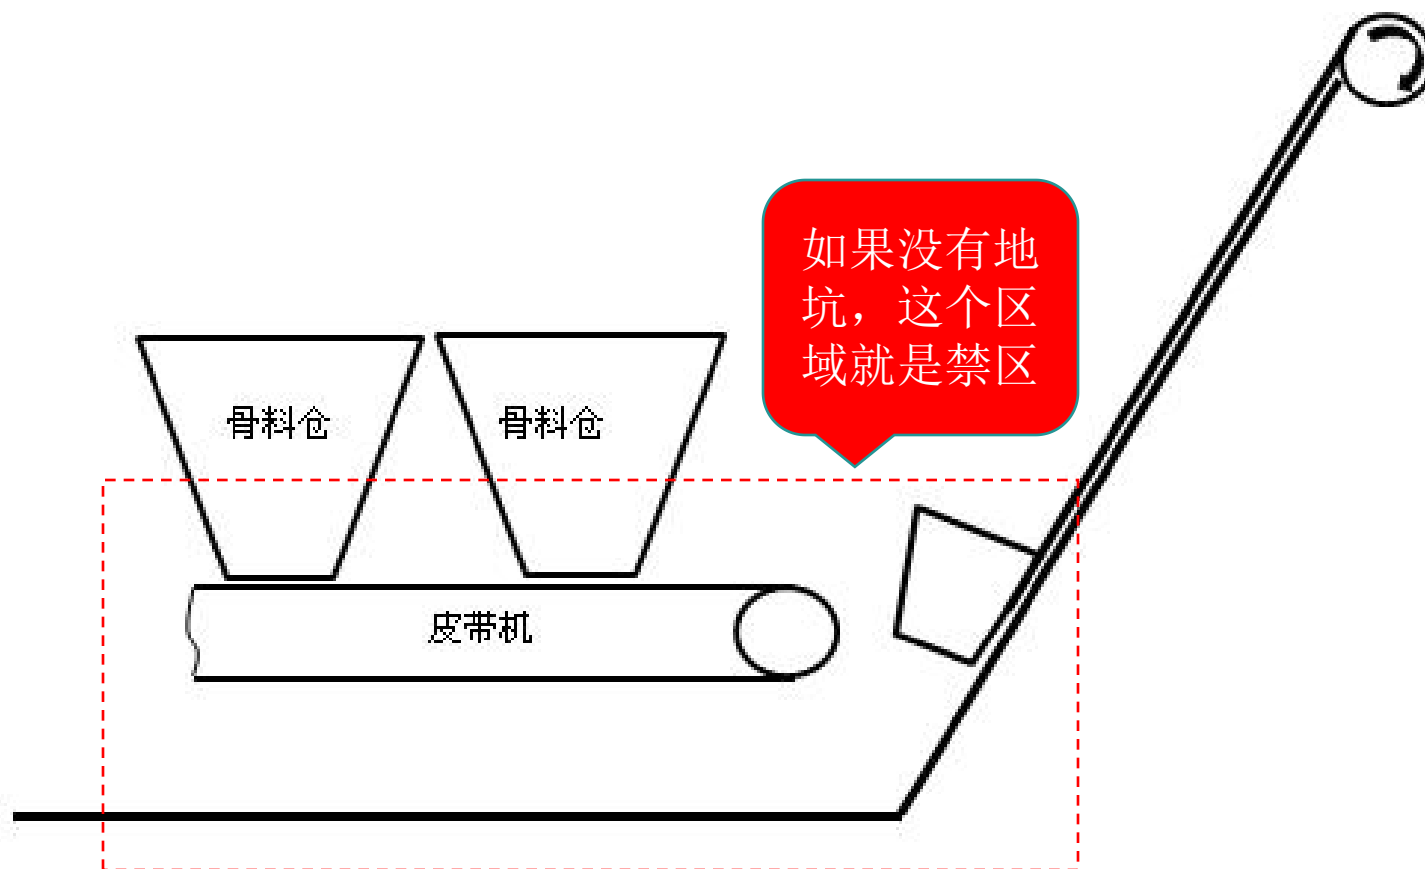 如果没有地
坑，这个区
域就是禁区
骨料仓
骨料仓
皮带机